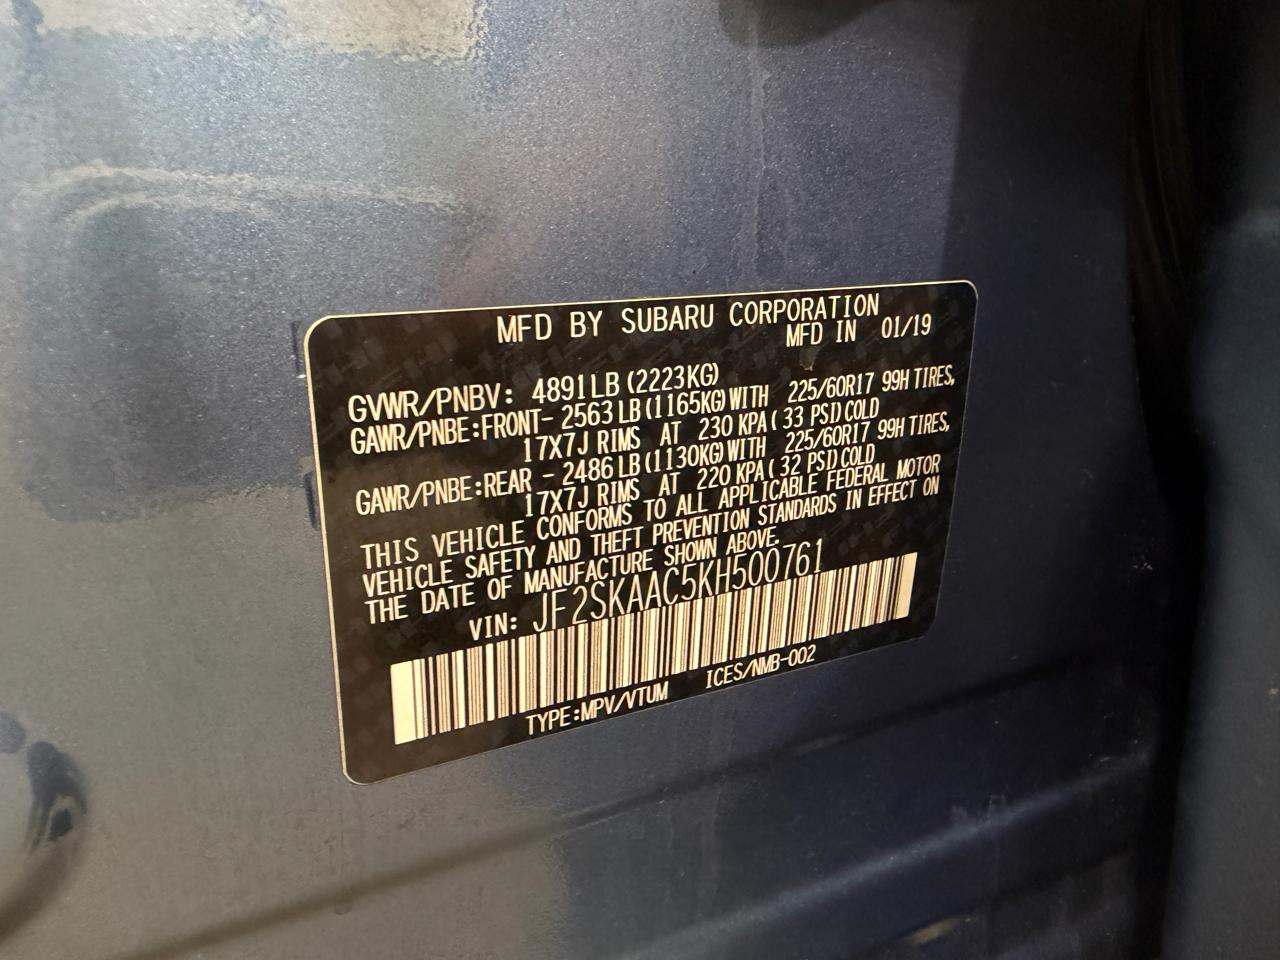 MFD BY SUBARU CORPORATION
MFD IN 01/19
GVWR/PNBV: 4891LB (2223KG)
GAWR/PNBE:FRONT- 2563LB(1165KG)WITH 225/60R17 99H TIRES,
17X7J RIMS AT 230 KPA( 33 PSI)COLD
GAWR/PNBE:REAR - 2486LB(1130KG)WITH 225/60R17 99H TIRES,
17X7J RIMS AT 220 KPA( 32 PSI)COLD
THIS VEHICLE CONFORMS TO ALL APPLICABLE FEDERAL MOTOR
VEHICLE SAFETY AND THEFT PREVENTION STANDARDS IN EFFECT ON
THE DATE OF MANUFACTURE SHOWN ABOVE.
VIN: JF2SKAAC5KH500761
TYPE:MPV/VTUM ICES/NMB-002